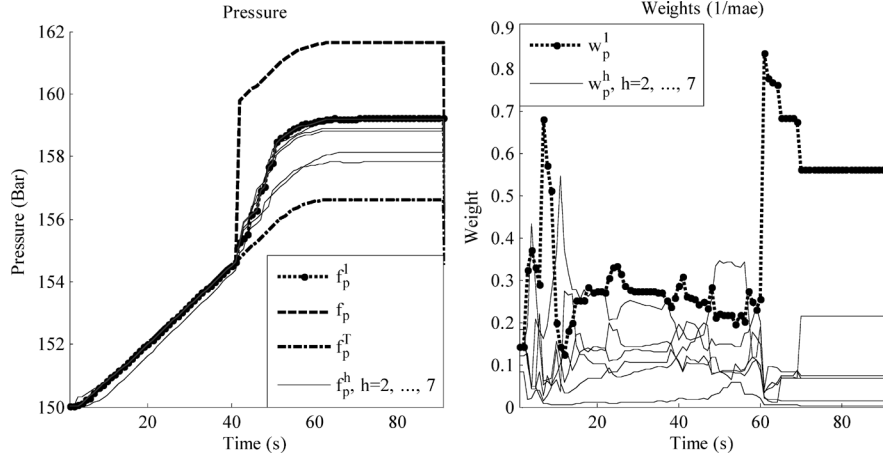 Pressure
162
160
158
156
154
152
150
Pressure (Bar)
20 40 60 80
Time (s)
f_p^1
f_p
f_p^T
f_p^h, h=2, ..., 7
Weights (1/mae)
0.9
0.8
0.7
0.6
0.5
0.4
0.3
0.2
0.1
0
Weight
20 40 60 80
Time (s)
w_p^1
w_p^h, h=2, ..., 7